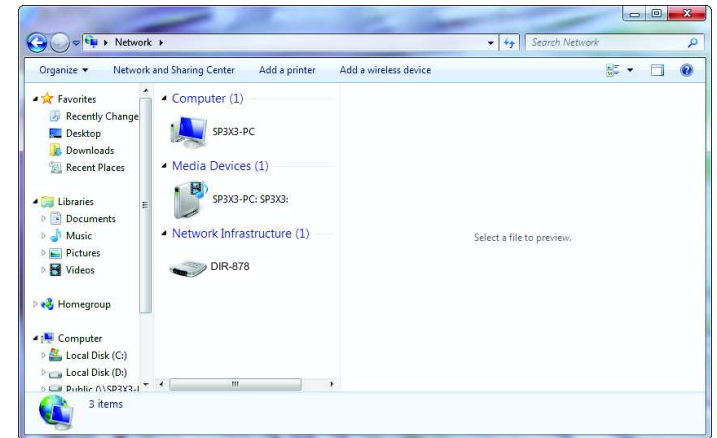 Network
Search Network
Organize
Network and Sharing Center
Add a printer
Add a wireless device
Favorites
Recently Change
Desktop
Downloads
Recent Places
Libraries
Documents
Music
Pictures
Videos
Homegroup
Computer
Local Disk (C:)
Local Disk (D:)
Public (\\SP3X3-
Computer (1)
SP3X3-PC
Media Devices (1)
SP3X3-PC: SP3X3:
Network Infrastructure (1)
DIR-878
Select a file to preview.
3 items